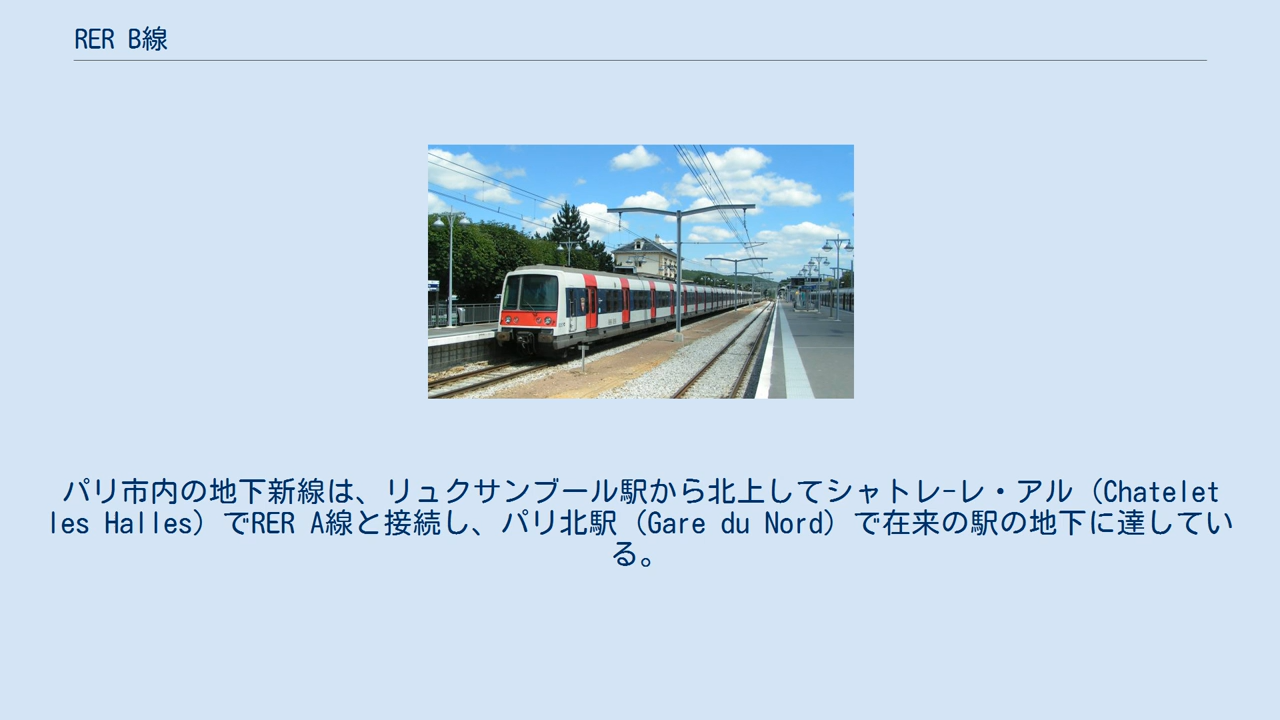 RER B線
パリ市内の地下新線は、リュクサンブール駅から北上してシャトレ−レ・アル（Chatelet
les Halles）でRER A線と接続し、パリ北駅（Gare du Nord）で在来の駅の地下に達してい
る。